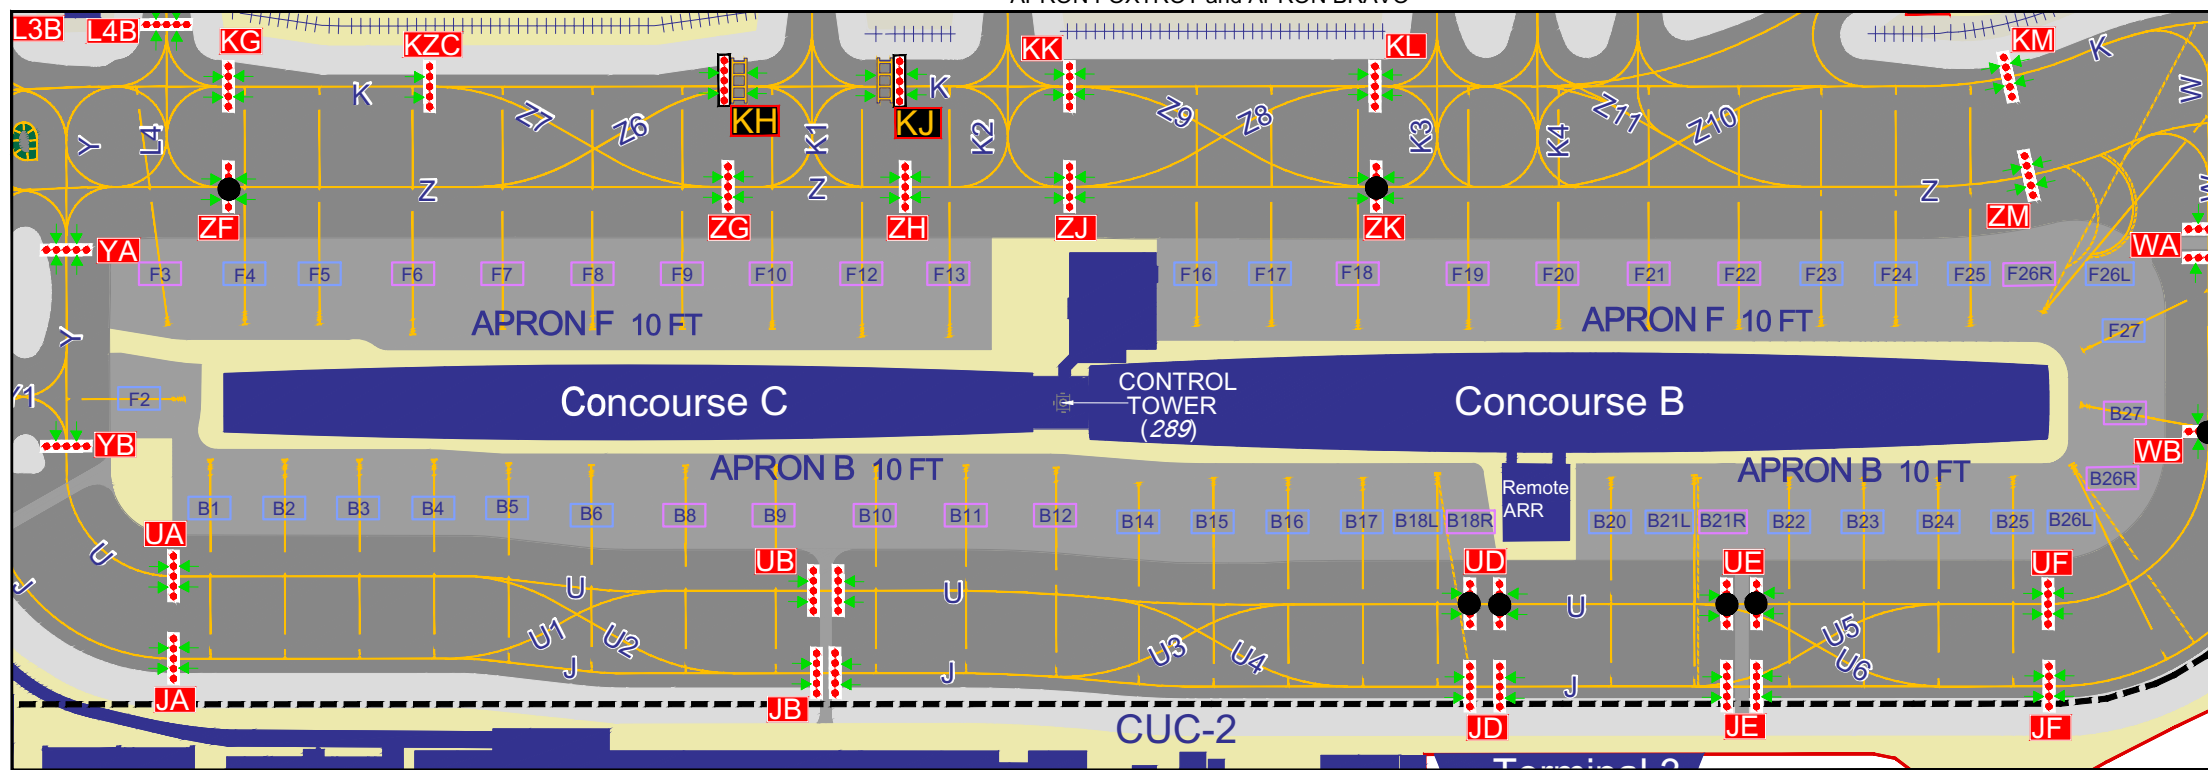 L3B
L4B
KG
KZC
KH
KJ
KK
KL
KM
K
K
K
W
Y
L4
Z7
Z6
K1
K2
Z9
Z8
K3
K4
Z11
Z10
Z
Z
Z
ZF
ZG
ZH
ZJ
ZK
ZM
YA
WA
F3
F4
F5
F6
F7
F8
F9
F10
F12
F13
F16
F17
F18
F19
F20
F21
F22
F23
F24
F25
F26R
F26L
APRON F 10 FT
APRON F 10 FT
F27
Y
F2
Concourse C
CONTROL
TOWER
(289)
Concourse B
B27
YB
WB
APRON B 10 FT
APRON B 10 FT
B26R
Remote
ARR
B1
B2
B3
B4
B5
B6
B8
B9
B10
B11
B12
B14
B15
B16
B17
B18L
B18R
B20
B21L
B21R
B22
B23
B24
B25
B26L
UA
UB
UD
UE
UF
U
U
U
U
J
U1
U2
U3
U4
U5
U6
J
J
J
JA
JB
JD
JE
JF
CUC-2